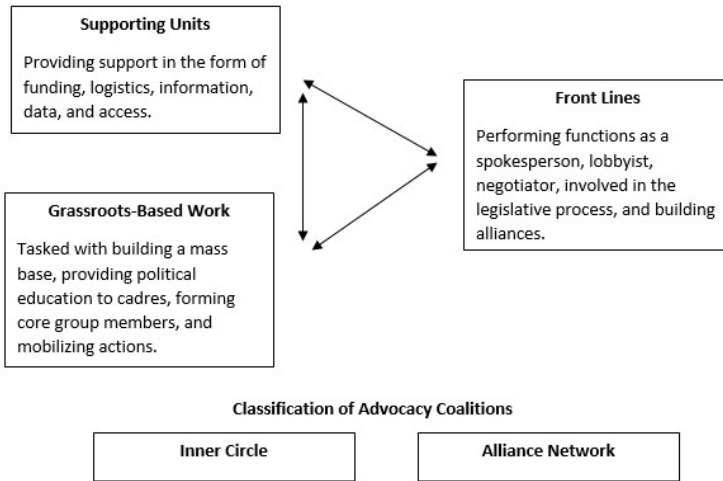 Supporting Units
Providing support in the form of
funding, logistics, information,
data, and access.
Front Lines
Performing functions as a
spokesperson, lobbyist,
negotiator, involved in the
legislative process, and building
alliances.
Grassroots-Based Work
Tasked with building a mass
base, providing political
education to cadres, forming
core group members, and
mobilizing actions.
Classification of Advocacy Coalitions
Inner Circle
Alliance Network